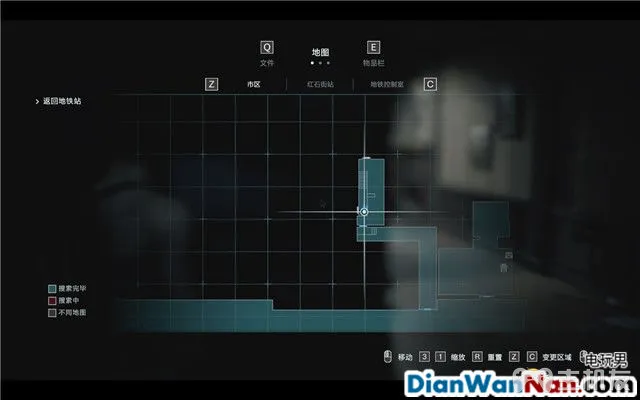 Q
E
文件
地图
物品栏
Z
市区
红石街站
地铁控制室
C
返回地铁站
搜索完毕
搜索中
不同地图
移动
3 1 缩放
R 重置
Z C 变更区域
电玩男
DianWanNan.com